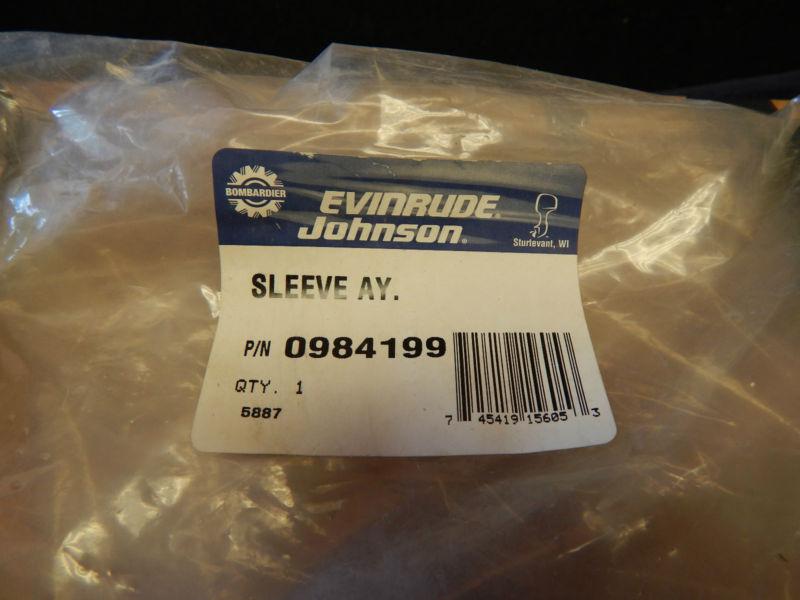 BOMBARDIER
EVINRUDE®
Johnson®
Sturtevant, WI
SLEEVE AY.
P/N 0984199
QTY. 1
5887
7 45419 15605 3